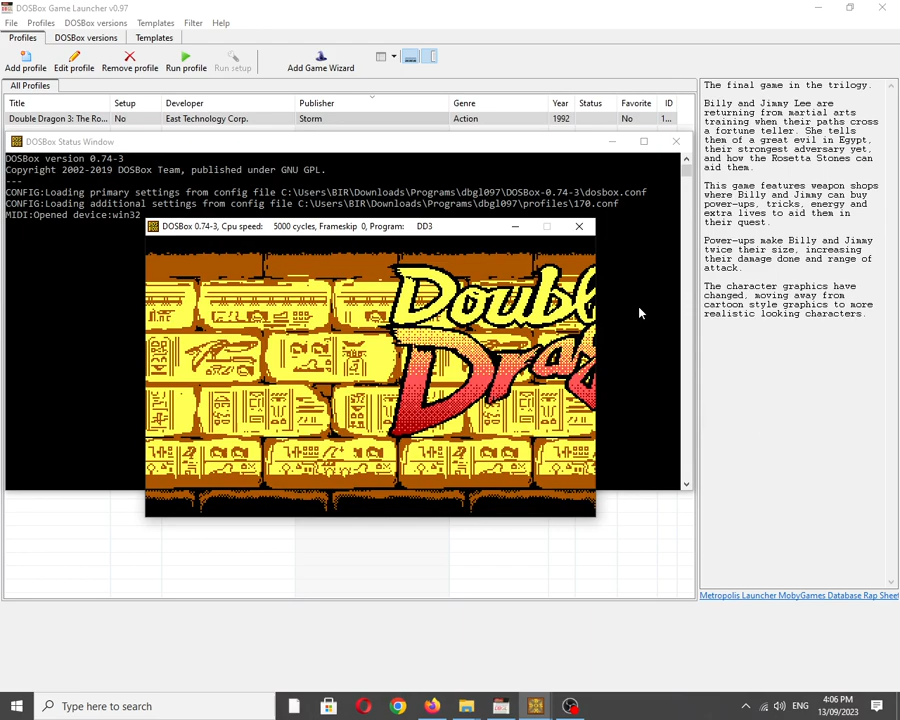 DOSBox Game Launcher v0.97
File Profiles DOSBox versions Templates Filter Help
Profiles DOSBox versions Templates
Add profile Edit profile Remove profile Run profile Run setup Add Game Wizard
All Profiles
Title Setup Developer Publisher Genre Year Status Favorite ID
Double Dragon 3: The Ro... No East Technology Corp. Storm Action 1992 No 1...
DOSBox Status Window
DOSBox version 0.74-3
Copyright 2002-2019 DOSBox Team, published under GNU GPL.
---
CONFIG:Loading primary settings from config file C:\Users\BIR\Downloads\Programs\dbgl097\DOSBox-0.74-3\dosbox.conf
CONFIG:Loading additional settings from config file C:\Users\BIR\Downloads\Programs\dbgl097\profiles\170.conf
MIDI:Opened device:win32
DOSBox 0.74-3, Cpu speed: 5000 cycles, Frameskip 0, Program: DD3
Doubl
Drag
The final game in the trilogy.
Billy and Jimmy Lee are
returning from martial arts
training when their paths cross
a fortune teller. She tells
them of a great evil in Egypt,
their strongest adversary yet,
and how the Rosetta Stones can
aid them.
This game features weapon shops
where Billy and Jimmy can buy
power-ups, tricks, energy and
extra lives to aid them in
their quest.
Power-ups make Billy and Jimmy
twice their size, increasing
their damage done and range of
attack.
The character graphics have
changed, moving away from
cartoon style graphics to more
realistic looking characters.
Metropolis Launcher MobyGames Database Rap Sheet
Type here to search
ENG
4:06 PM
13/09/2023